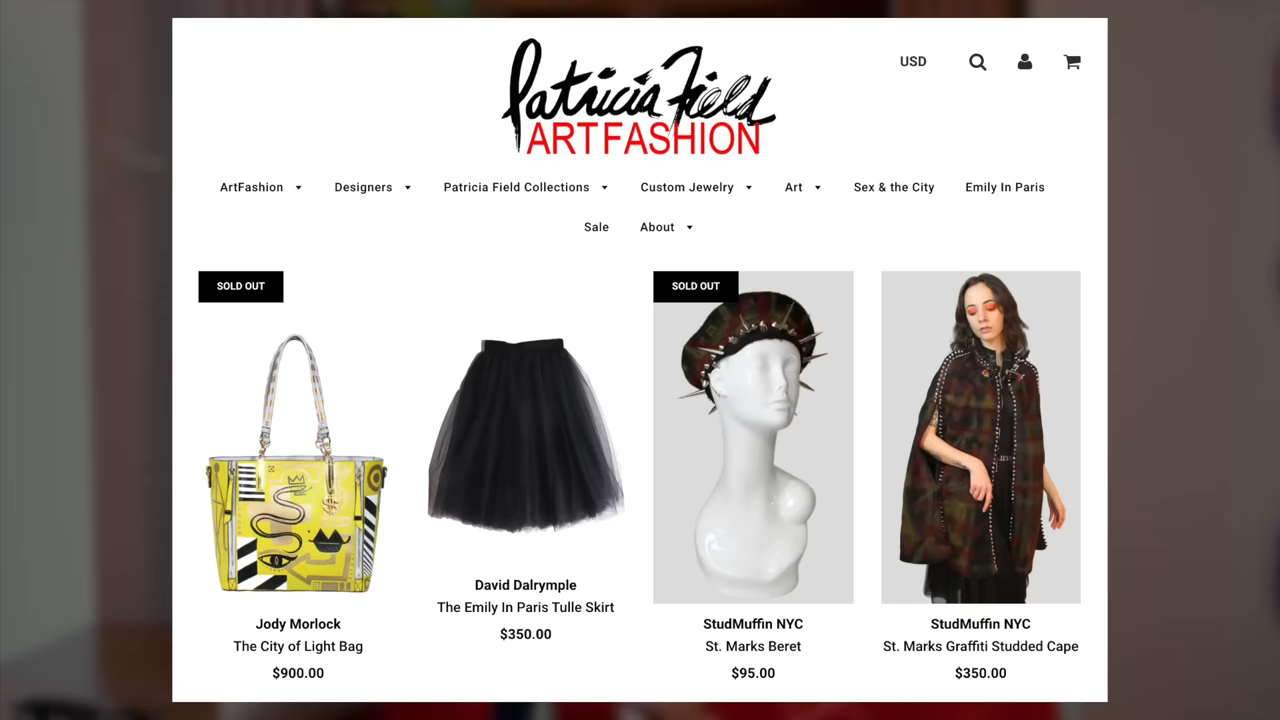 Patricia Field
ARTFASHION
USD
ArtFashion
Designers
Patricia Field Collections
Custom Jewelry
Art
Sex & the City
Emily In Paris
Sale
About
SOLD OUT
Jody Morlock
The City of Light Bag
$900.00
David Dalrymple
The Emily In Paris Tulle Skirt
$350.00
SOLD OUT
StudMuffin NYC
St. Marks Beret
$95.00
StudMuffin NYC
St. Marks Graffiti Studded Cape
$350.00